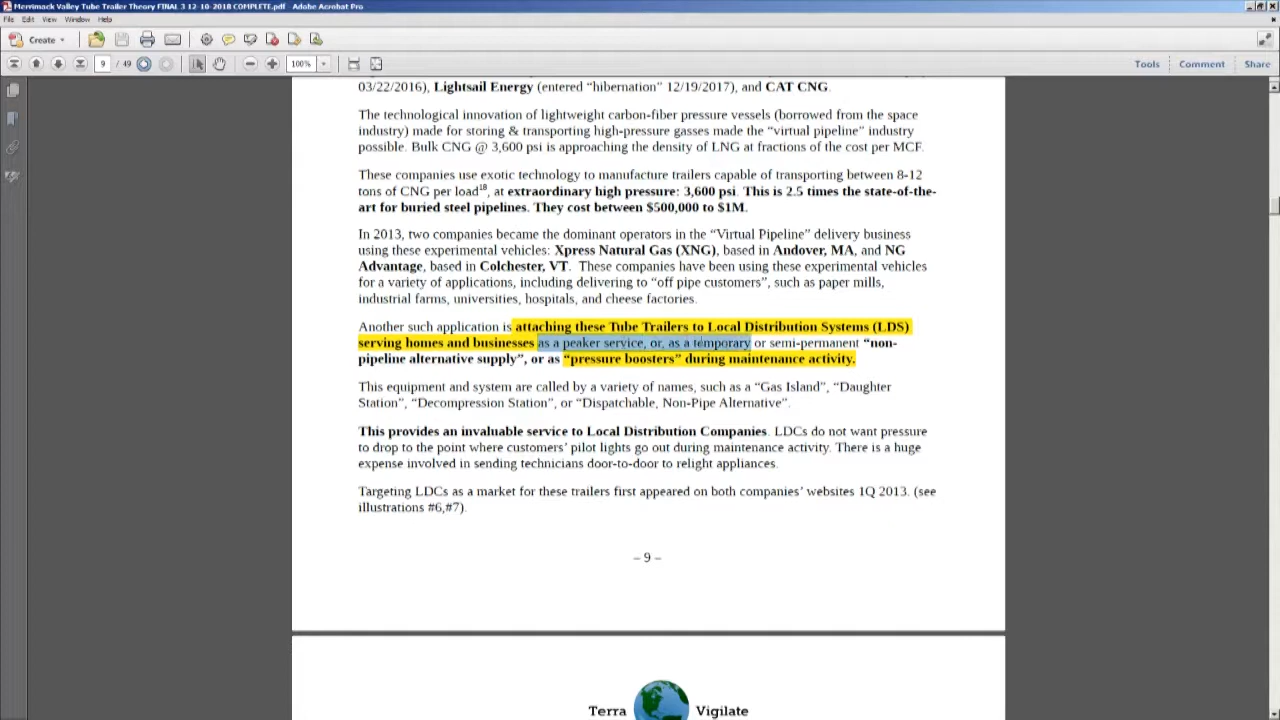 Merrimack Valley Tube Trailer Theory FINAL 3 12-10-2018 COMPLETE.pdf - Adobe Acrobat Pro
File Edit View Window Help
Create
9 / 49 100% Tools Comment Share
03/22/2016), Lightsail Energy (entered “hibernation” 12/19/2017), and CAT CNG.
The technological innovation of lightweight carbon-fiber pressure vessels (borrowed from the space
industry) made for storing & transporting high-pressure gasses made the “virtual pipeline” industry
possible. Bulk CNG @ 3,600 psi is approaching the density of LNG at fractions of the cost per MCF.
These companies use exotic technology to manufacture trailers capable of transporting between 8-12
tons of CNG per load18, at extraordinary high pressure: 3,600 psi. This is 2.5 times the state-of-the-
art for buried steel pipelines. They cost between $500,000 to $1M.
In 2013, two companies became the dominant operators in the “Virtual Pipeline” delivery business
using these experimental vehicles: Xpress Natural Gas (XNG), based in Andover, MA, and NG
Advantage, based in Colchester, VT. These companies have been using these experimental vehicles
for a variety of applications, including delivering to “off pipe customers”, such as paper mills,
industrial farms, universities, hospitals, and cheese factories.
Another such application is attaching these Tube Trailers to Local Distribution Systems (LDS)
serving homes and businesses as a peaker service, or, as a temporary or semi-permanent “non-
pipeline alternative supply”, or as “pressure boosters” during maintenance activity.
This equipment and system are called by a variety of names, such as a “Gas Island”, “Daughter
Station”, “Decompression Station”, or “Dispatchable, Non-Pipe Alternative”.
This provides an invaluable service to Local Distribution Companies. LDCs do not want pressure
to drop to the point where customers’ pilot lights go out during maintenance activity. There is a huge
expense involved in sending technicians door-to-door to relight appliances.
Targeting LDCs as a market for these trailers first appeared on both companies’ websites 1Q 2013. (see
illustrations #6,#7).
– 9 –
Terra Vigilate